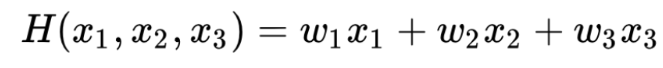 H(x₁, x₂, x₃) = w₁x₁ + w₂x₂ + w₃x₃